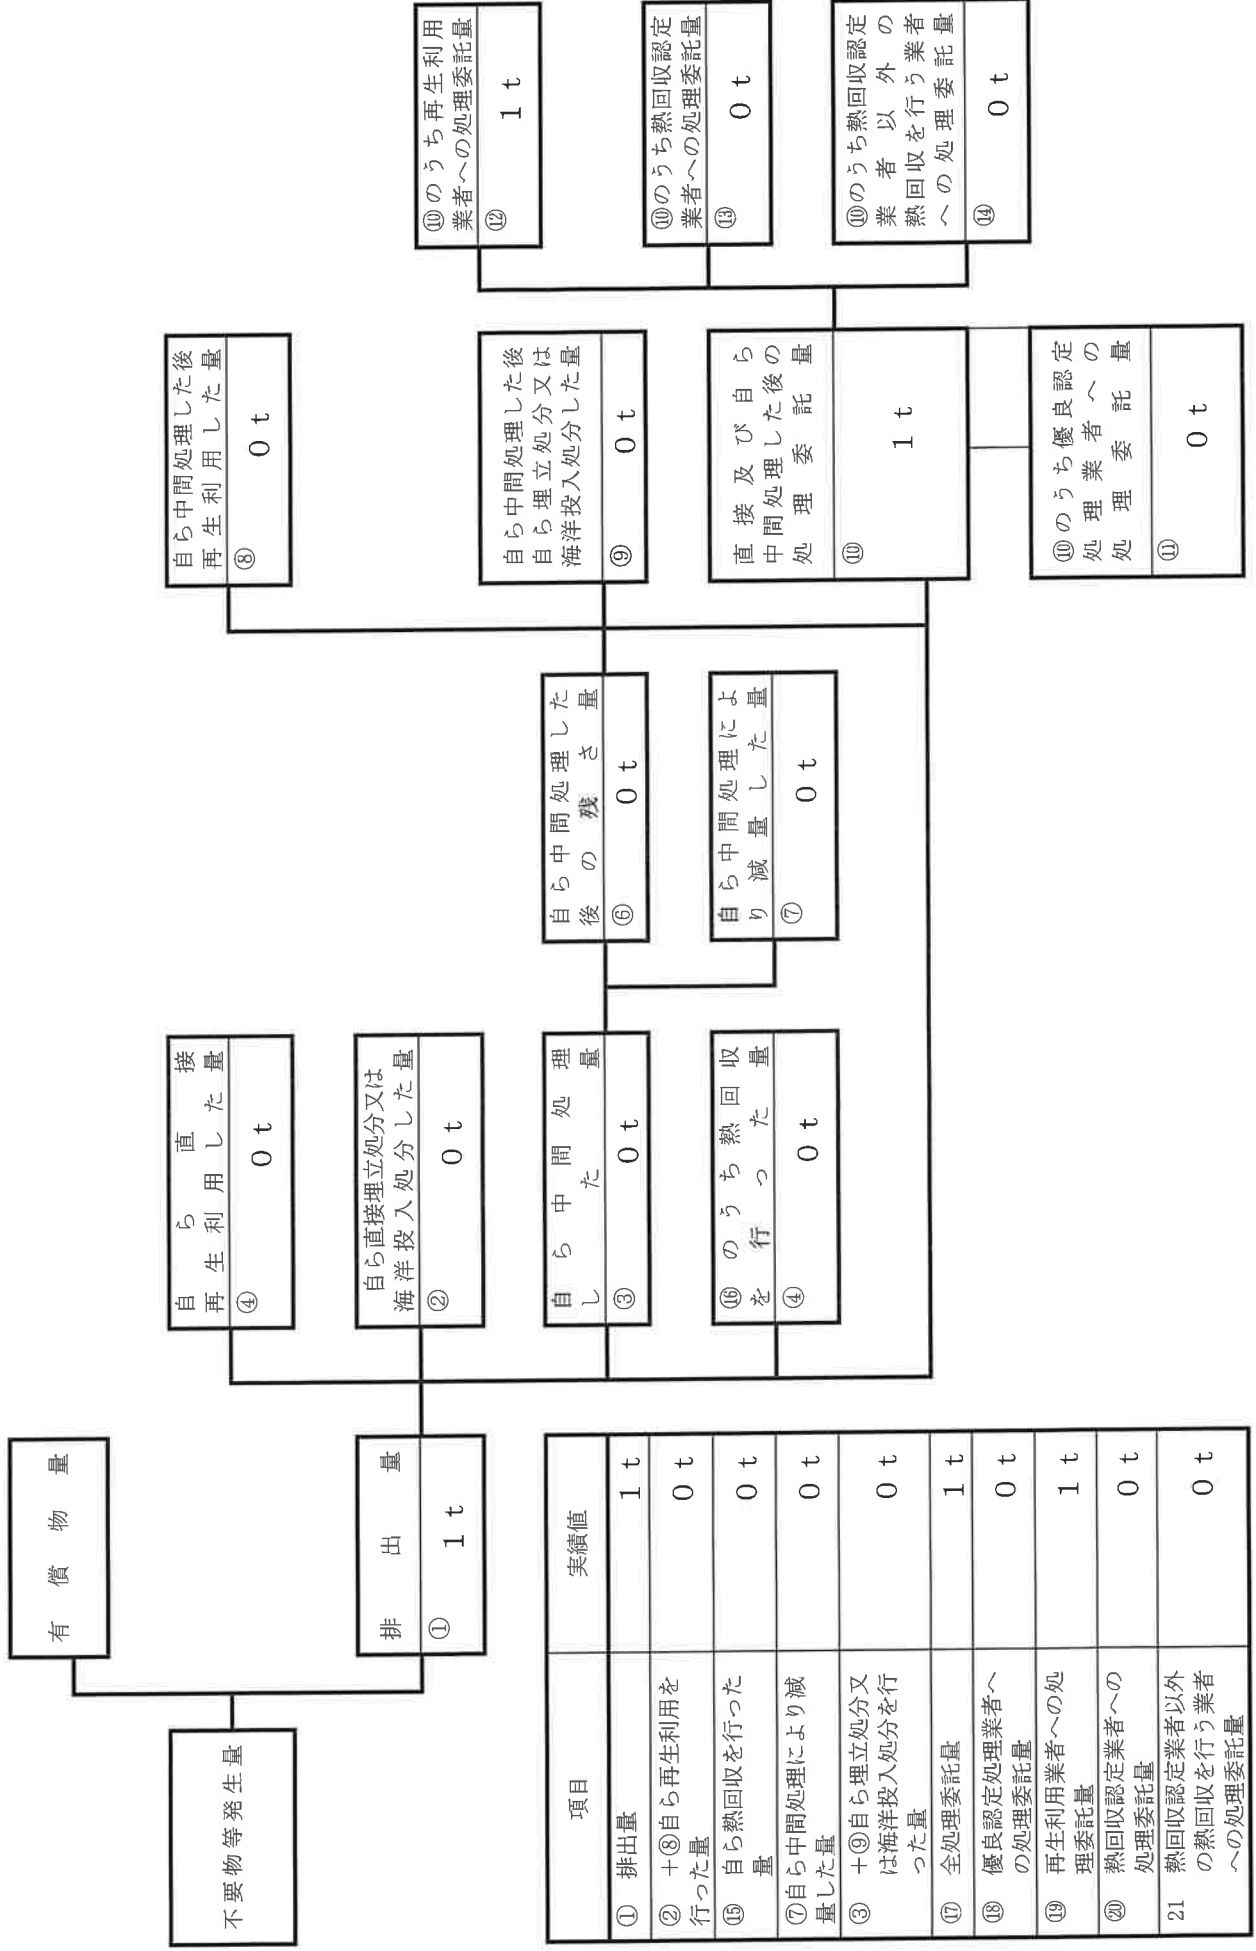 不要物等発生量
有償物量
排出量
① 1t
自ら直接
再生利用した量
④ 0t
自ら直接埋立処分又は
海洋投入処分した量
② 0t
自ら中間処理
した量
③ 0t
⑯のうち熱回収
を行った量
④ 0t
自ら中間処理した
後の残さ量
⑥ 0t
自ら中間処理によ
り減量した量
⑦ 0t
自ら中間処理した後
再生利用した量
⑧ 0t
自ら中間処理した後
自ら埋立処分又は
海洋投入処分した量
⑨ 0t
直接及び自ら
中間処理した後の
処理委託量
⑩ 1t
⑩のうち優良認定
処理業者への
処理委託量
⑪ 0t
⑩のうち再生利用
業者への処理委託量
⑫ 1t
⑩のうち熱回収認定
業者への処理委託量
⑬ 0t
⑩のうち熱回収認定
業者以外の
熱回収を行う業者
への処理委託量
⑭ 0t
項目 実績値
① 排出量 1t
② +⑧自ら再生利用を
行った量 0t
⑮ 自ら熱回収を行った
量 0t
⑦自ら中間処理により減
量した量 0t
③ +⑨自ら埋立処分又
は海洋投入処分を行
った量 0t
⑰ 全処理委託量 1t
⑱ 優良認定処理業者へ
の処理委託量 0t
⑲ 再生利用業者への処
理委託量 1t
⑳ 熱回収認定業者への
処理委託量 0t
21 熱回収認定業者以外
の熱回収を行う業者
への処理委託量 0t